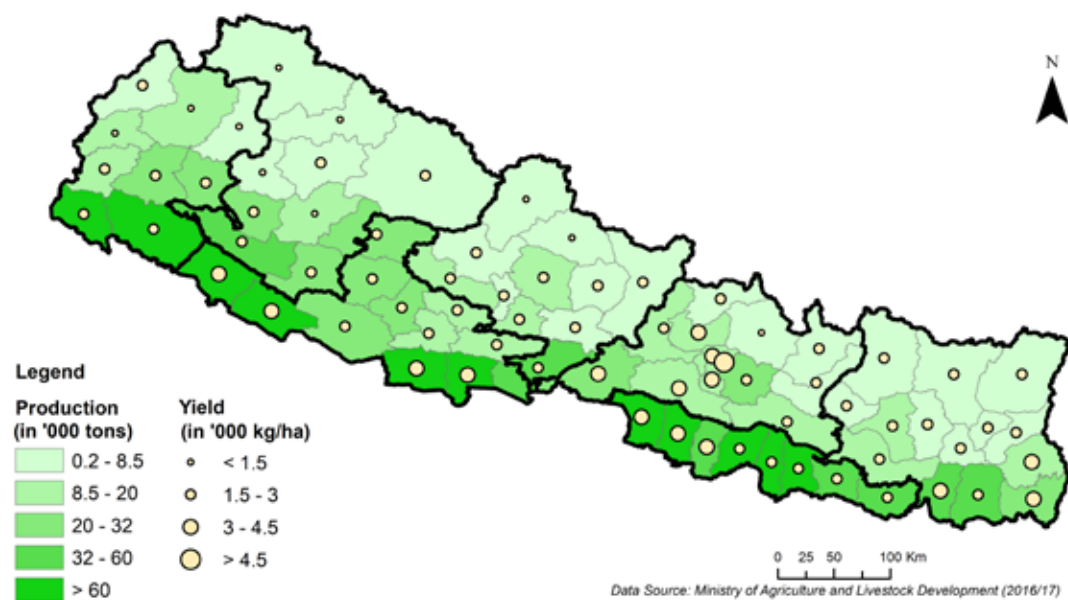 N
Legend
Production
(in '000 tons)
0.2 - 8.5
8.5 - 20
20 - 32
32 - 60
> 60
Yield
(in '000 kg/ha)
< 1.5
1.5 - 3
3 - 4.5
> 4.5
0 25 50 100 Km
Data Source: Ministry of Agriculture and Livestock Development (2016/17)